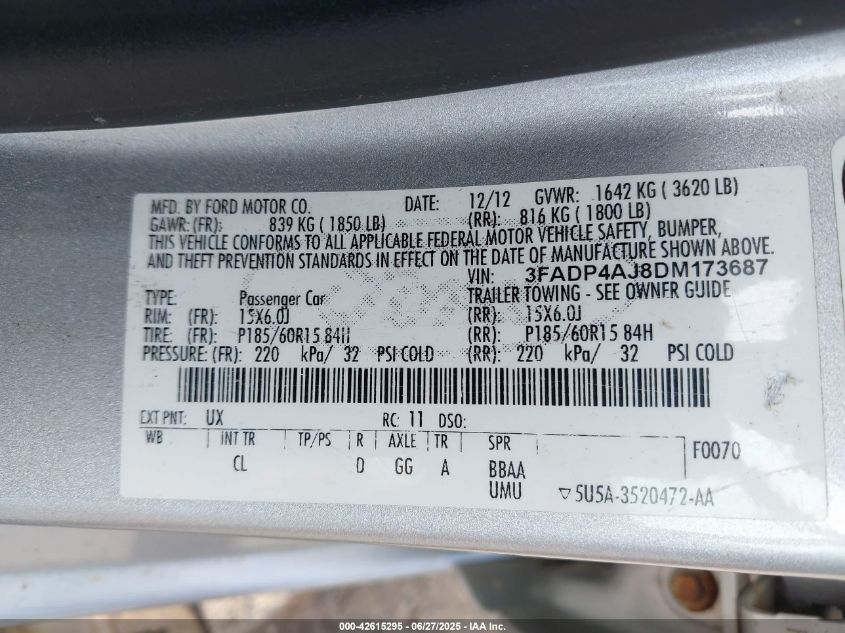 MFD. BY FORD MOTOR CO. DATE: 12/12 GVWR: 1642 KG ( 3620 LB)
GAWR: (FR): 839 KG ( 1850 LB) (RR): 816 KG ( 1800 LB)
THIS VEHICLE CONFORMS TO ALL APPLICABLE FEDERAL MOTOR VEHICLE SAFETY, BUMPER,
AND THEFT PREVENTION STANDARDS IN EFFECT ON THE DATE OF MANUFACTURE SHOWN ABOVE.
VIN: 3FADP4AJ8DM173687
TYPE: Passenger Car TRAILER TOWING - SEE OWNER GUIDE
RIM: (FR): 15X6.0J (RR): 15X6.0J
TIRE: (FR): P185/60R15 84H (RR): P185/60R15 84H
PRESSURE: (FR): 220 kPa/ 32 PSI COLD (RR): 220 kPa/ 32 PSI COLD
EXT PNT: UX RC: 11 DSO:
WB INT TR TP/PS R AXLE TR SPR F0070
CL D GG A BBAA
UMU ▽5U5A-3520472-AA
000-42615295 - 06/27/2025 - IAA Inc.